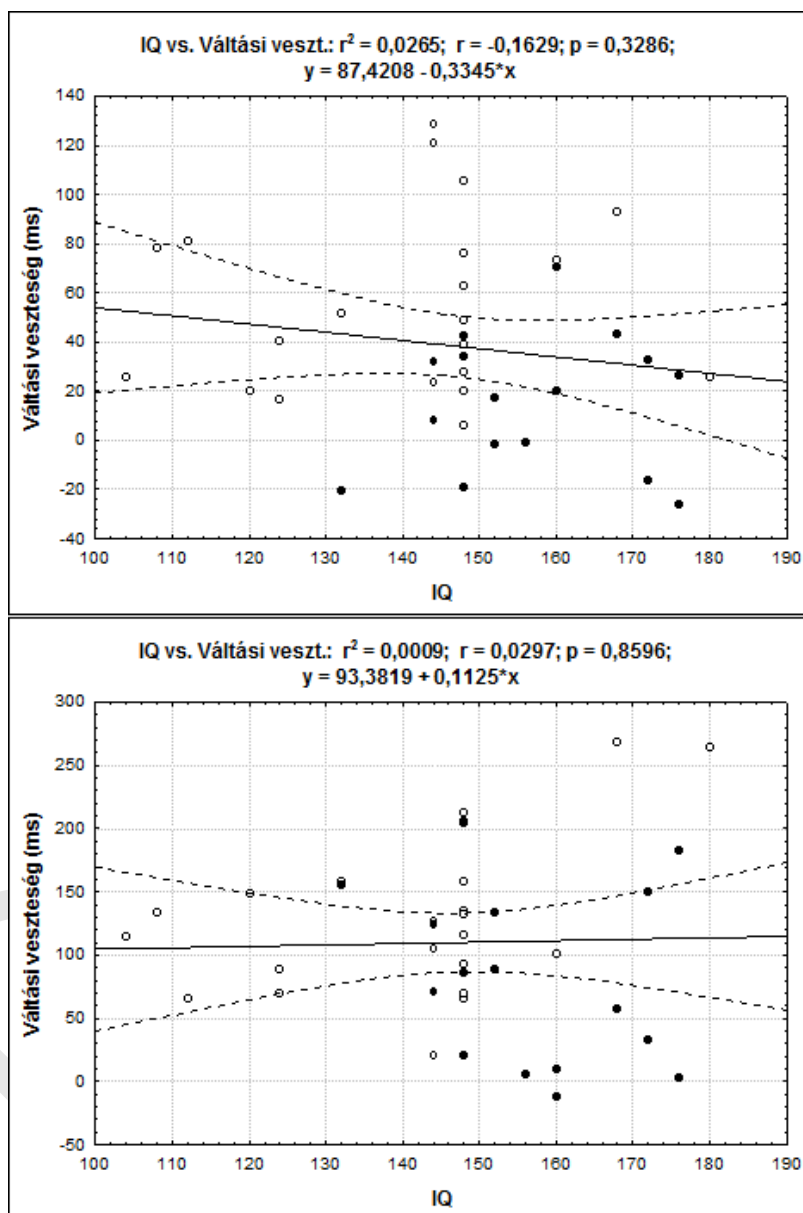 IQ vs. Váltási veszt.: r² = 0,0265; r = -0,1629; p = 0,3286;
y = 87,4208 - 0,3345*x
140
120
100
80
60
40
20
0
-20
-40
Váltási veszteség (ms)
100 110 120 130 140 150 160 170 180 190
IQ
IQ vs. Váltási veszt.: r² = 0,0009; r = 0,0297; p = 0,8596;
y = 93,3819 + 0,1125*x
300
250
200
150
100
50
0
-50
Váltási veszteség (ms)
100 110 120 130 140 150 160 170 180 190
IQ